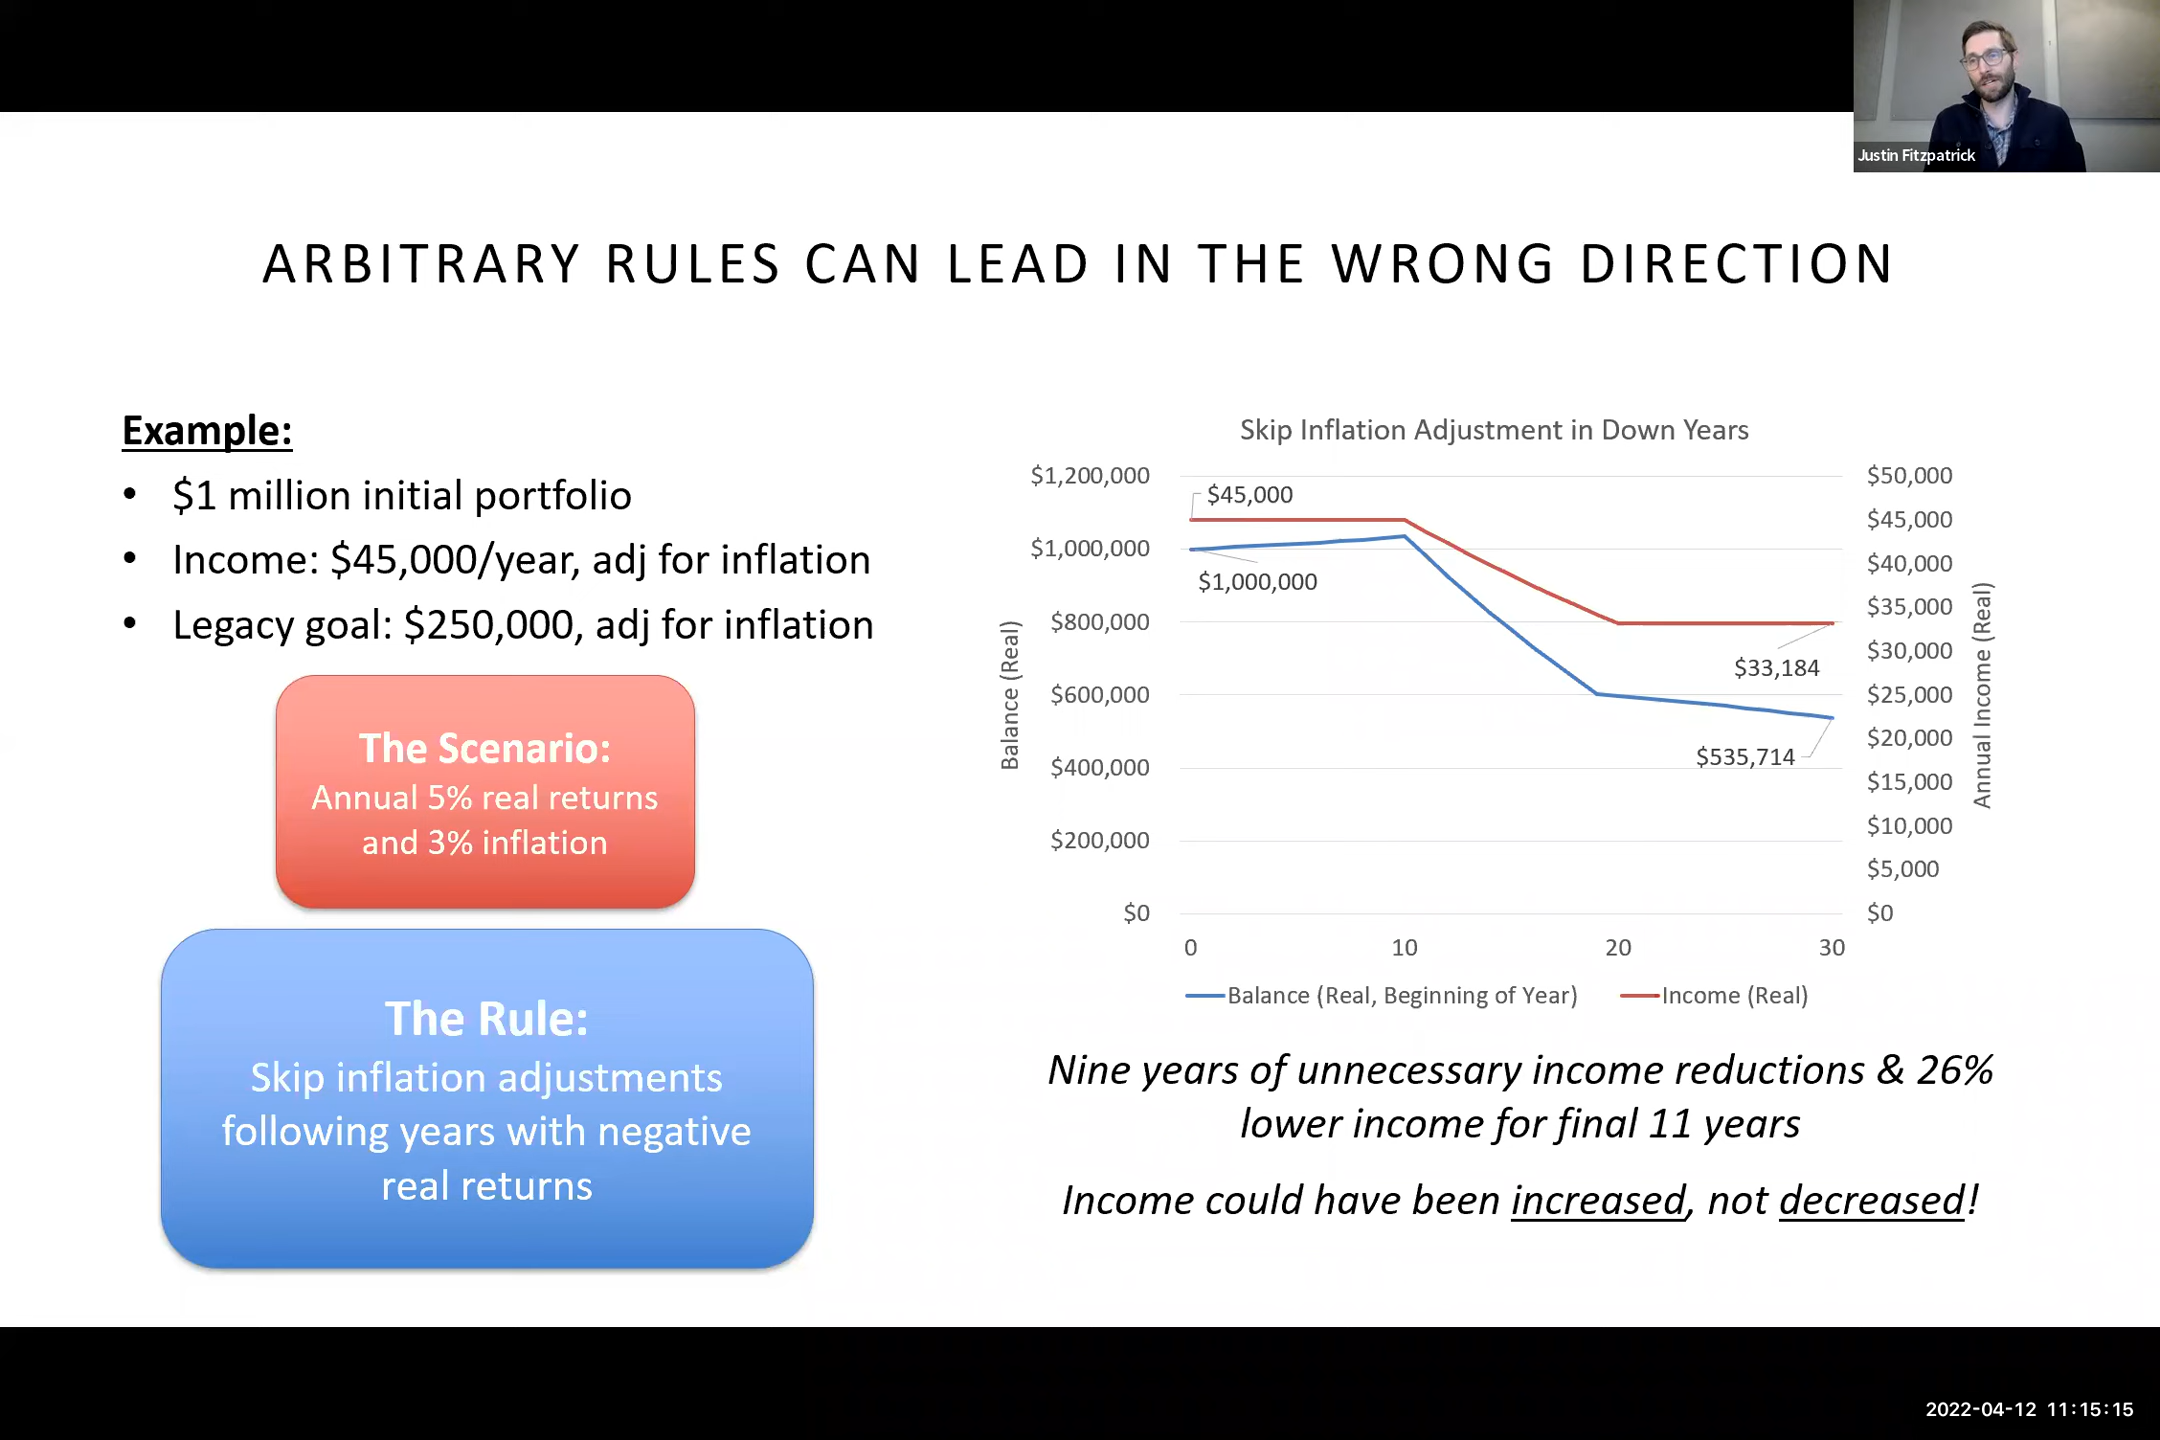 Justin Fitzpatrick
ARBITRARY RULES CAN LEAD IN THE WRONG DIRECTION
Example:
• $1 million initial portfolio
• Income: $45,000/year, adj for inflation
• Legacy goal: $250,000, adj for inflation
The Scenario:
Annual 5% real returns
and 3% inflation
The Rule:
Skip inflation adjustments
following years with negative
real returns
Skip Inflation Adjustment in Down Years
Balance (Real)
$1,200,000
$1,000,000
$800,000
$600,000
$400,000
$200,000
$0
$45,000
$1,000,000
$33,184
$535,714
$50,000
$45,000
$40,000
$35,000
$30,000
$25,000
$20,000
$15,000
$10,000
$5,000
$0
Annual Income (Real)
0 10 20 30
Balance (Real, Beginning of Year) Income (Real)
Nine years of unnecessary income reductions & 26%
lower income for final 11 years
Income could have been increased, not decreased!
2022-04-12 11:15:15